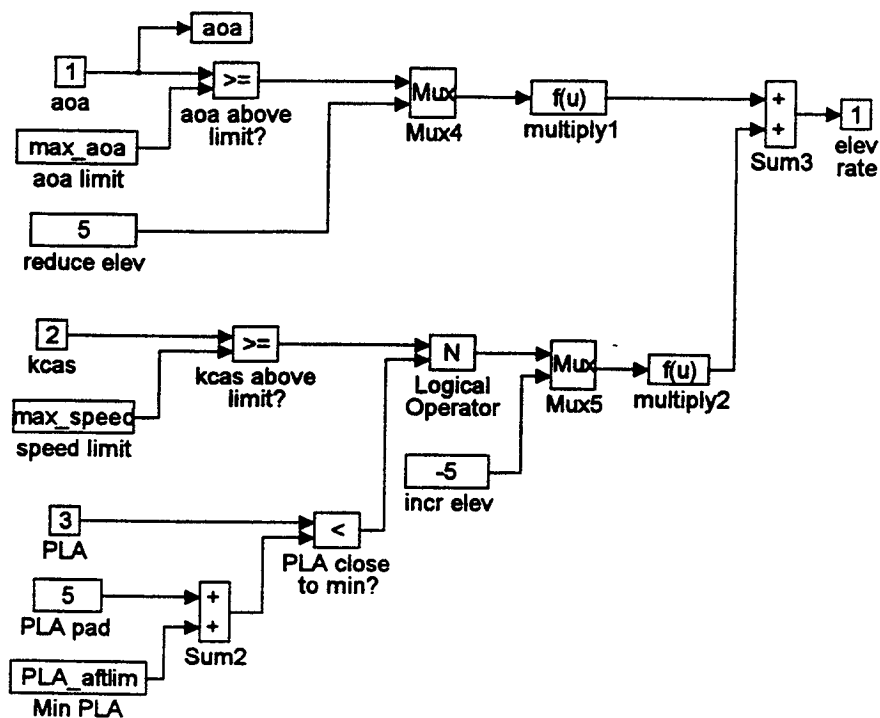 aoa
1
aoa
>=
aoa above
limit?
max_aoa
aoa limit
5
reduce elev
Mux
Mux4
f(u)
multiply1
+
+
Sum3
1
elev
rate
2
kcas
>=
kcas above
limit?
max_speed
speed limit
N
Logical
Operator
Mux
Mux5
f(u)
multiply2
-5
incr elev
3
PLA
<
PLA close
to min?
5
PLA pad
+
+
Sum2
PLA_aftlim
Min PLA